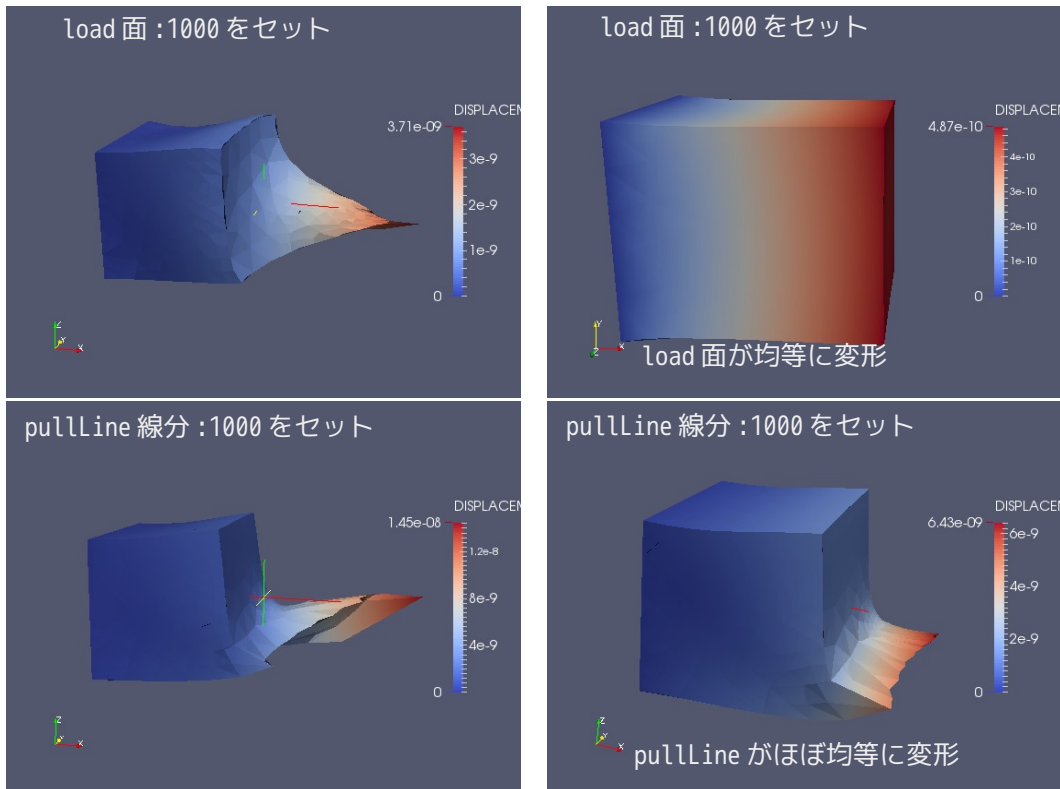 load 面 :1000 をセット
DISPLACEM
3.71e-09
3e-9
2e-9
1e-9
0
Z
Y
X
load 面 :1000 をセット
DISPLACEM
4.87e-10
4e-10
3e-10
2e-10
1e-10
0
Y
Z
X
load 面が均等に変形
pullLine 線分 :1000 をセット
DISPLACEM
1.45e-08
1.2e-8
8e-9
4e-9
0
Z
Y
X
pullLine 線分 :1000 をセット
DISPLACEM
6.43e-09
6e-9
4e-9
2e-9
0
Z
Y
X
pullLine がほぼ均等に変形